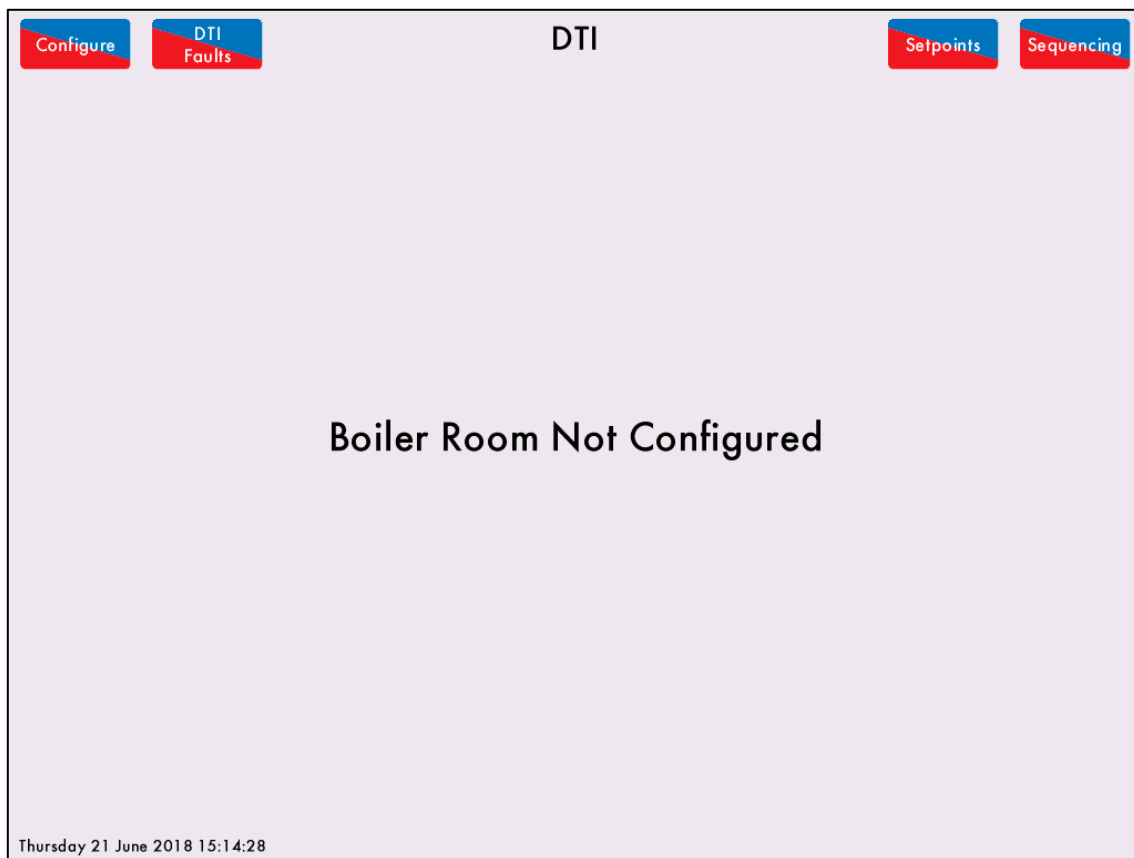 Configure
DTI
Faults
DTI
Setpoints
Sequencing
Boiler Room Not Configured
Thursday 21 June 2018 15:14:28